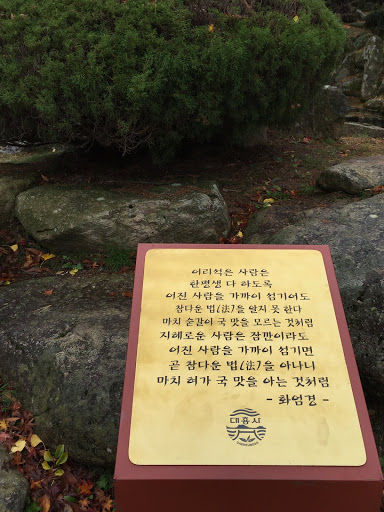 어리석은 사람은
한평생 다 하도록
어진 사람을 가까이 섬기어도
참다운 법(法)을 알지 못 한다
마치 숟갈이 국 맛을 모르는 것처럼
지혜로운 사람은 잠깐이라도
어진 사람을 가까이 섬기면
곧 참다운 법(法)을 아나니
마치 혀가 국 맛을 아는 것처럼
- 화엄경 -
대흥사